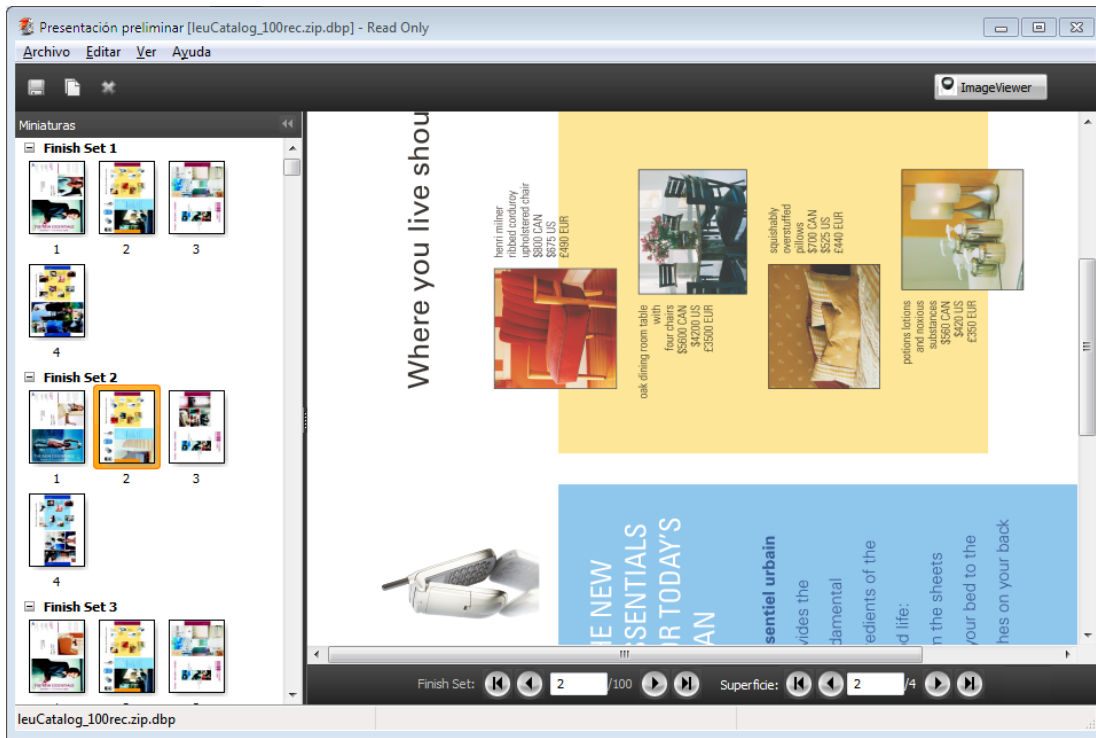 Presentación preliminar [leuCatalog_100rec.zip.dbp] - Read Only
Archivo Editar Ver Ayuda
ImageViewer
Miniaturas
Finish Set 1
1 2 3
4
Finish Set 2
1 2 3
4
Finish Set 3
Where you live shou
henri milner
ribbed corduroy
upholstered chair
$800 CAN
$675 US
£490 EUR
oak dining room table
with
four chairs
$5600 CAN
$4200 US
£3500 EUR
squishably
overstuffed
pillows
$700 CAN
$525 US
£440 EUR
potions lotions
and noxious
substances
$560 CAN
$420 US
£350 EUR
HE NEW
SSENTIALS
OR TODAY'S
AN
sentiel urbain
vides the
damental
edients of the
od life:
n the sheets
your bed to the
hes on your back
Finish Set: 2 /100 Superficie: 2 /4
leuCatalog_100rec.zip.dbp